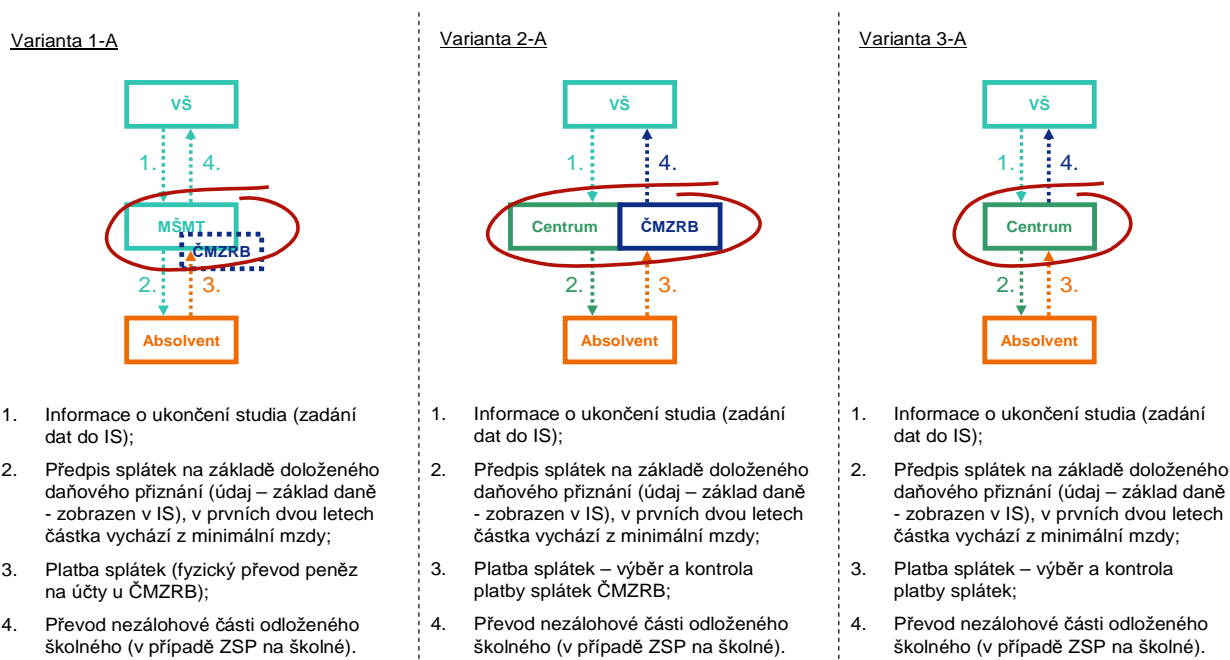 Varianta 1-A
VŠ
1.
4.
MŠMT
ČMZRB
2.
3.
Absolvent
1. Informace o ukončení studia (zadání
dat do IS);
2. Předpis splátek na základě doloženého
daňového přiznání (údaj – základ daně
- zobrazen v IS), v prvních dvou letech
částka vychází z minimální mzdy;
3. Platba splátek (fyzický převod peněz
na účty u ČMZRB);
4. Převod nezálohové části odloženého
školného (v případě ZSP na školné).
Varianta 2-A
VŠ
1.
4.
Centrum
ČMZRB
2.
3.
Absolvent
1. Informace o ukončení studia (zadání
dat do IS);
2. Předpis splátek na základě doloženého
daňového přiznání (údaj – základ daně
- zobrazen v IS), v prvních dvou letech
částka vychází z minimální mzdy;
3. Platba splátek – výběr a kontrola
platby splátek ČMZRB;
4. Převod nezálohové části odloženého
školného (v případě ZSP na školné).
Varianta 3-A
VŠ
1.
4.
Centrum
2.
3.
Absolvent
1. Informace o ukončení studia (zadání
dat do IS);
2. Předpis splátek na základě doloženého
daňového přiznání (údaj – základ daně
- zobrazen v IS), v prvních dvou letech
částka vychází z minimální mzdy;
3. Platba splátek – výběr a kontrola
platby splátek;
4. Převod nezálohové části odloženého
školného (v případě ZSP na školné).